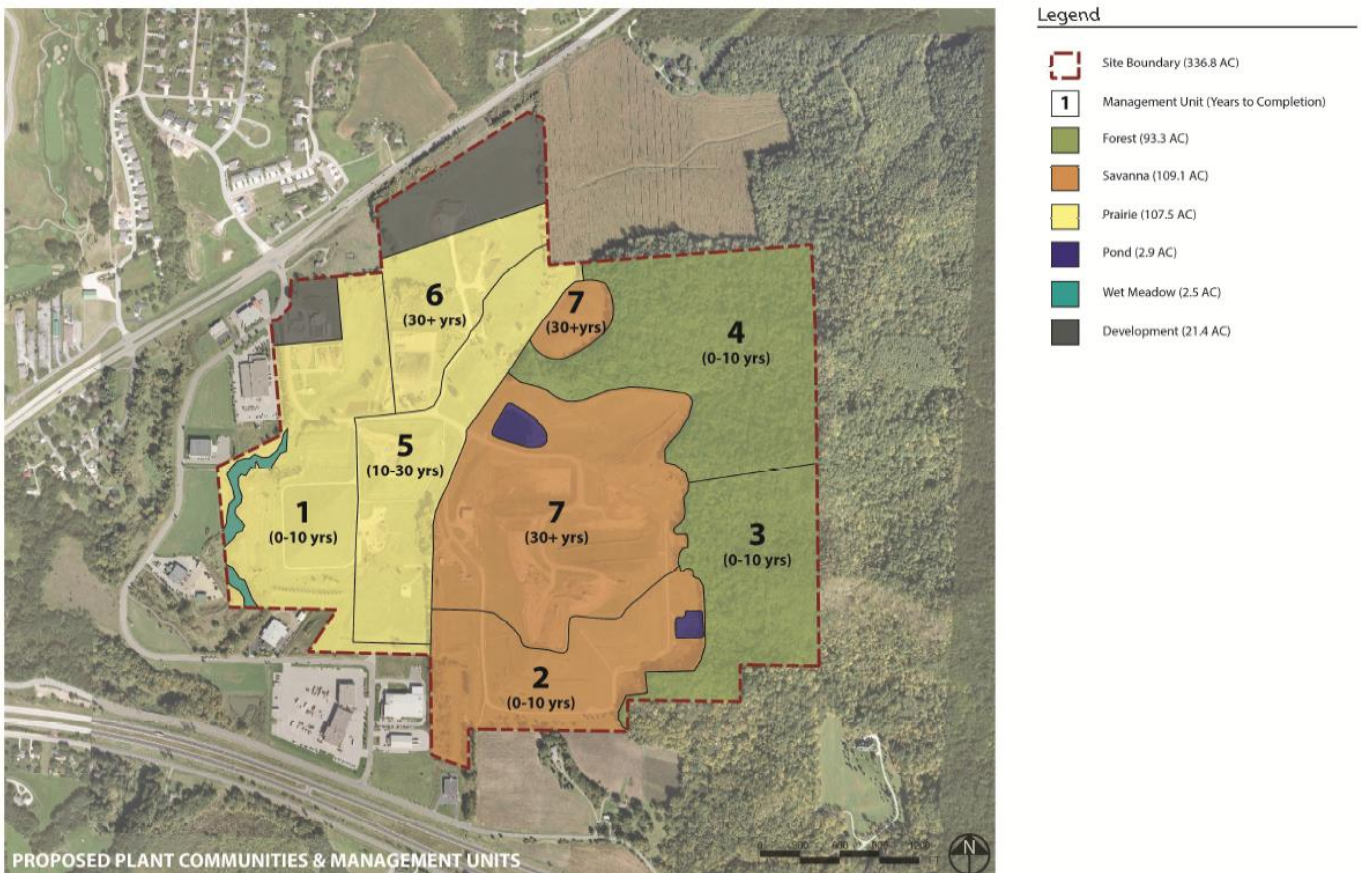 Legend
Site Boundary (336.8 AC)
1 Management Unit (Years to Completion)
Forest (93.3 AC)
Savanna (109.1 AC)
Prairie (107.5 AC)
Pond (2.9 AC)
Wet Meadow (2.5 AC)
Development (21.4 AC)
6
(30+ yrs)
7
(30+yrs)
4
(0-10 yrs)
5
(10-30 yrs)
1
(0-10 yrs)
7
(30+ yrs)
3
(0-10 yrs)
2
(0-10 yrs)
PROPOSED PLANT COMMUNITIES & MANAGEMENT UNITS
N